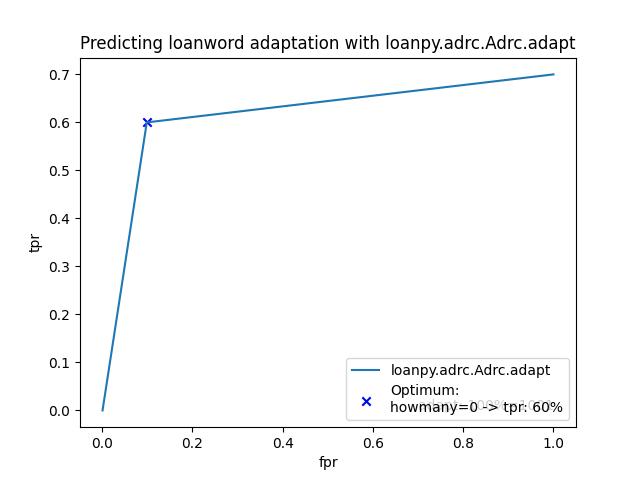 Predicting loanword adaptation with loanpy.adrc.Adrc.adapt
0.7
0.6
0.5
0.4
0.3
0.2
0.1
0.0
tpr
loanpy.adrc.Adrc.adapt
Optimum:
howmany=0 -> tpr: 60%
0.0 0.2 0.4 0.6 0.8 1.0
fpr